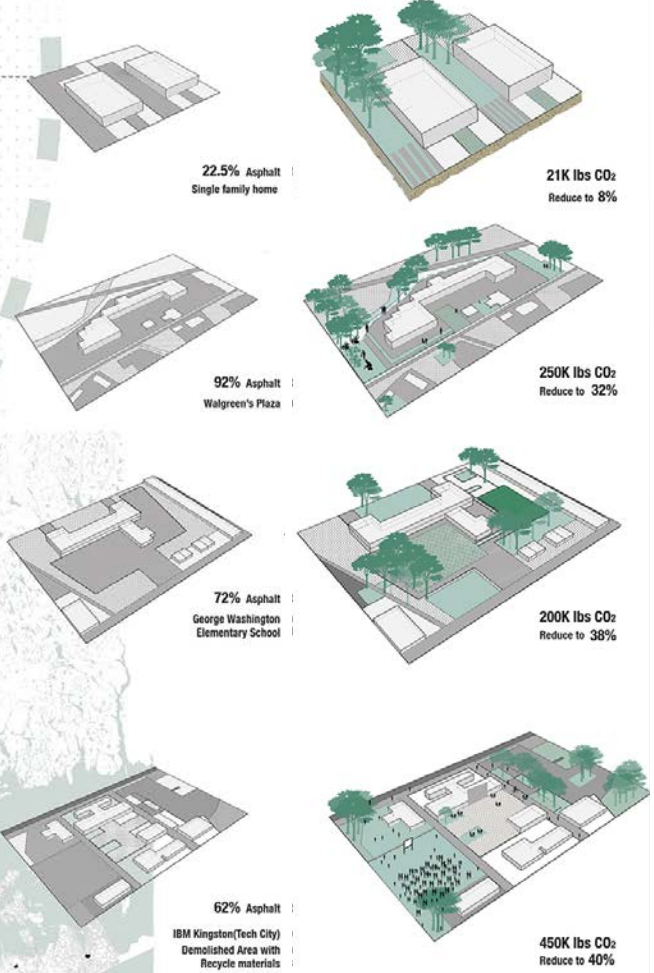 22.5% Asphalt
Single family home
21K lbs CO2
Reduce to 8%
92% Asphalt
Walgreen's Plaza
250K lbs CO2
Reduce to 32%
72% Asphalt
George Washington
Elementary School
200K lbs CO2
Reduce to 38%
62% Asphalt
IBM Kingston(Tech City)
Demolished Area with
Recycle materials
450K lbs CO2
Reduce to 40%